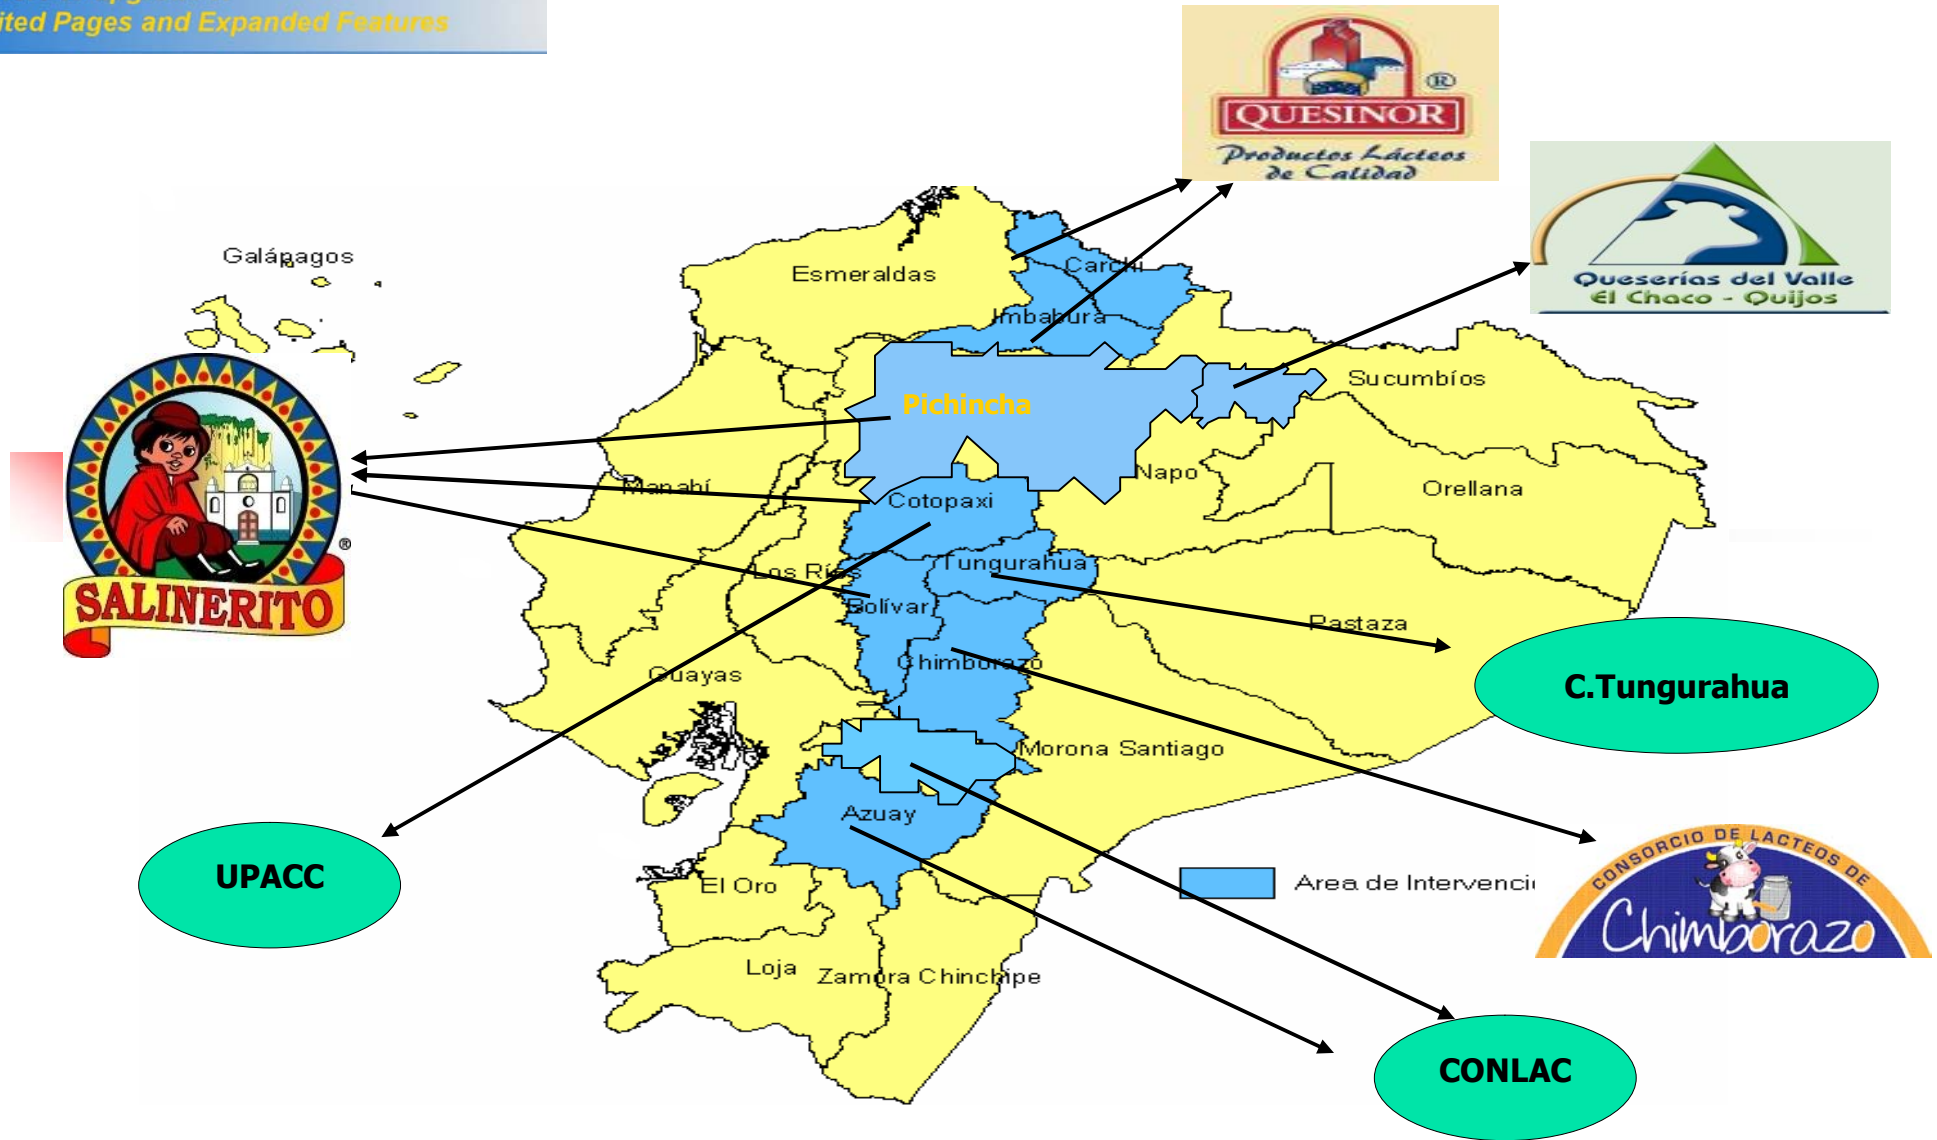 ited Pages and Expanded Features
QUESINOR
®
Productos Lácteos
de Calidad
Queserías del Valle
El Chaco - Quijos
Galápagos
Esmeraldas
Carchi
Imbabura
Sucumbíos
Pichincha
Manabí
Cotopaxi
Napo
Orellana
Los Ríos
Tungurahua
Bolívar
Pastaza
Chimborazo
Guayas
Morona Santiago
Azuay
El Oro
Loja
Zamora Chinchipe
®
SALINERITO
C.Tungurahua
UPACC
Area de Intervenci
CONSORCIO DE LACTEOS DE
Chimborazo
CONLAC